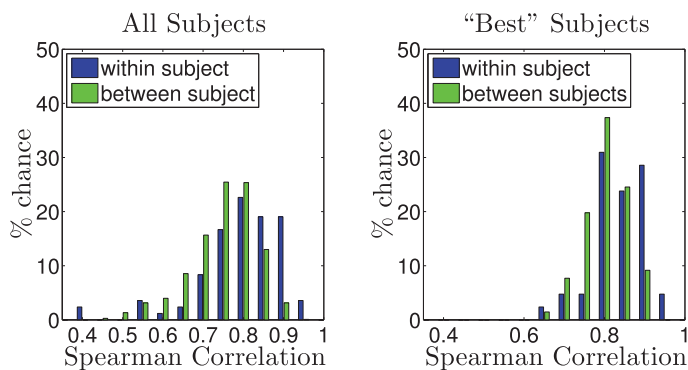 All Subjects
50
40
30
20
10
0
% chance
within subject
between subject
0.4 0.5 0.6 0.7 0.8 0.9 1
Spearman Correlation
“Best” Subjects
50
40
30
20
10
0
% chance
within subject
between subjects
0.4 0.6 0.8 1
Spearman Correlation